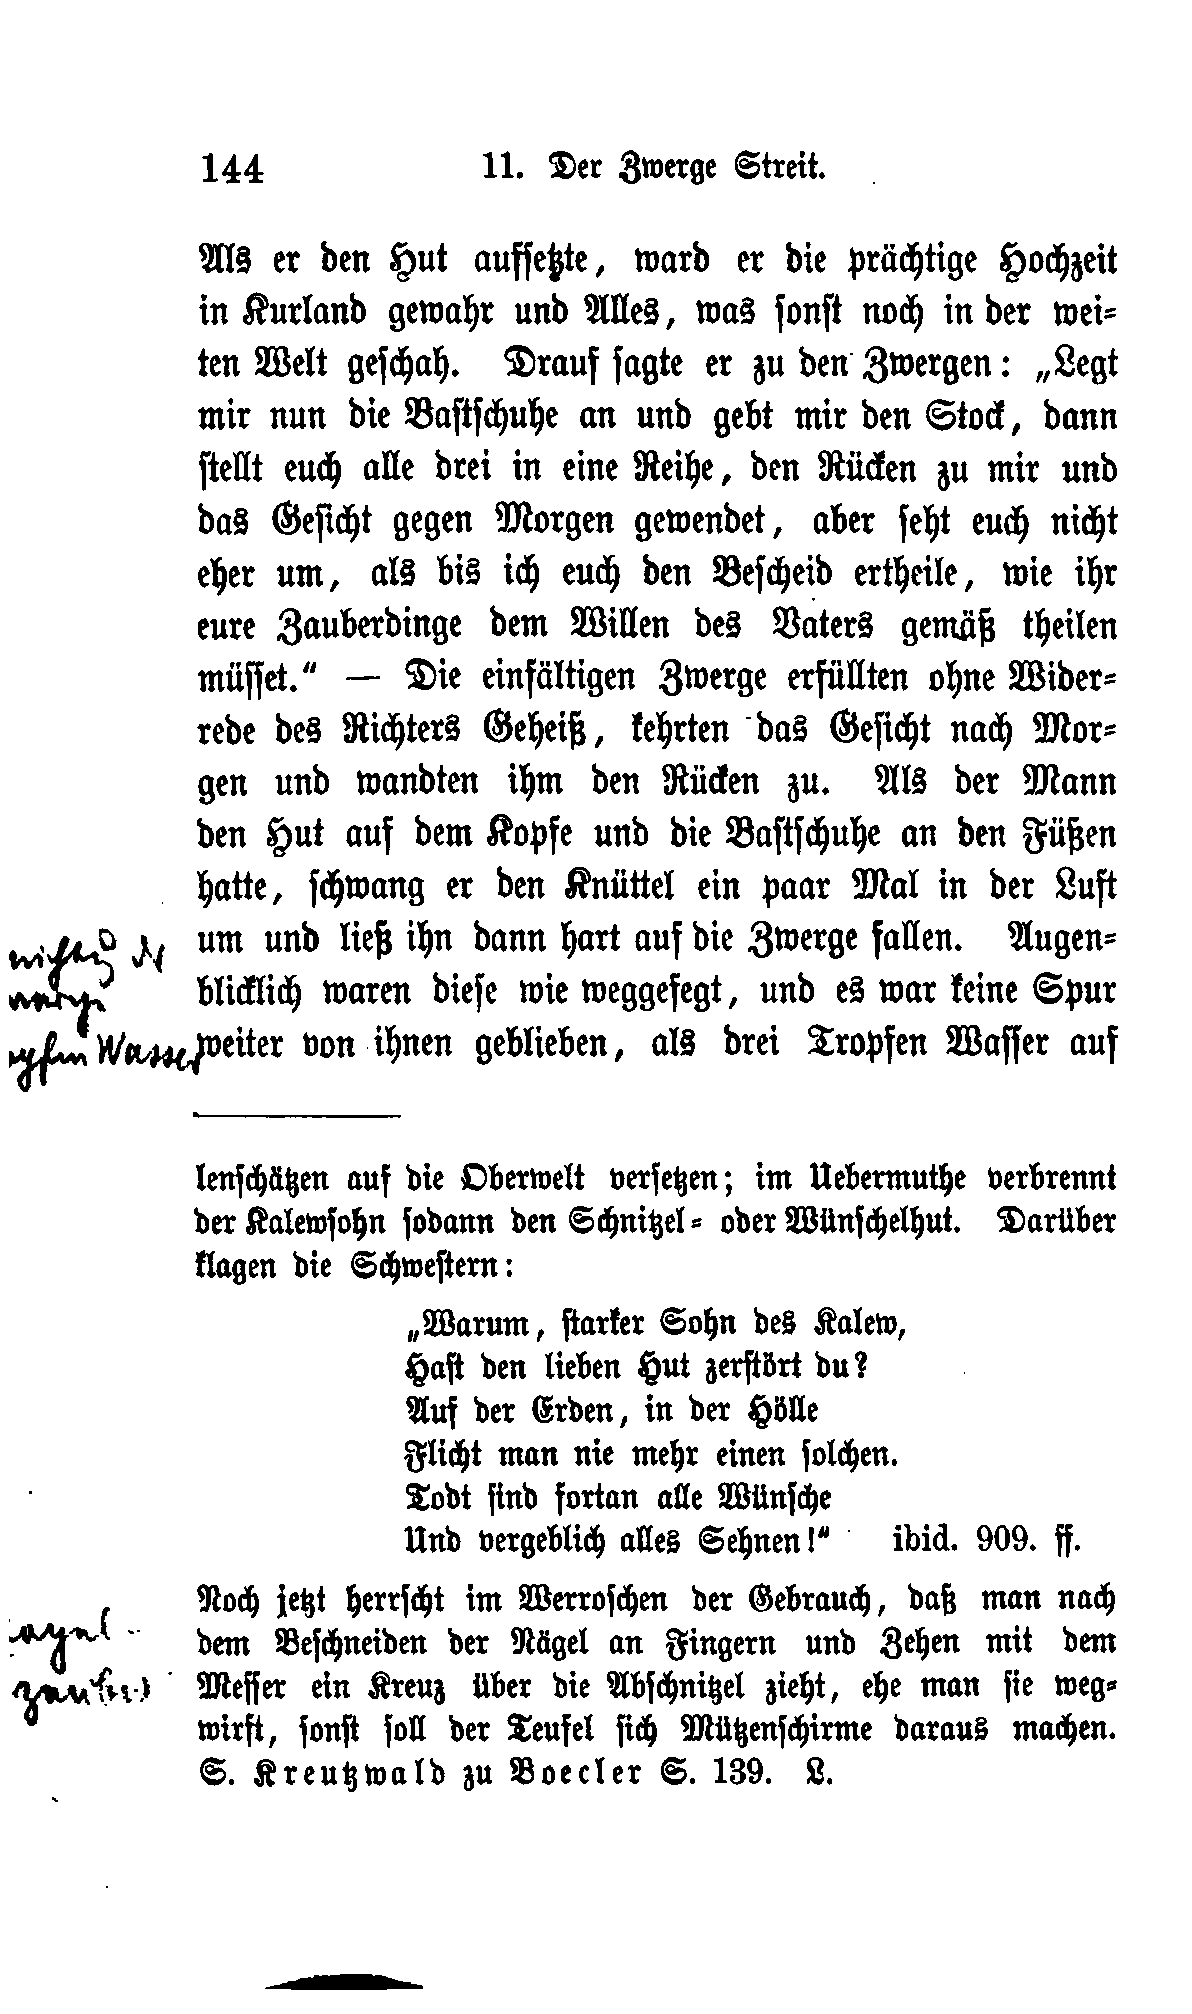 144 11. Der Zwerge Streit.
Als er den Hut aufsetzte, ward er die prächtige Hochzeit
in Kurland gewahr und Alles, was sonst noch in der wei-
ten Welt geschah. Drauf sagte er zu den Zwergen: „Legt
mir nun die Bastschuhe an und gebt mir den Stock, dann
stellt euch alle drei in eine Reihe, den Rücken zu mir und
das Gesicht gegen Morgen gewendet, aber seht euch nicht
eher um, als bis ich euch den Bescheid ertheile, wie ihr
eure Zauberdinge dem Willen des Vaters gemäß theilen
müsset.“ — Die einfältigen Zwerge erfüllten ohne Wider-
rede des Richters Geheiß, kehrten das Gesicht nach Mor-
gen und wandten ihm den Rücken zu. Als der Mann
den Hut auf dem Kopfe und die Bastschuhe an den Füßen
hatte, schwang er den Knüttel ein paar Mal in der Luft
um und ließ ihn dann hart auf die Zwerge fallen. Augen-
blicklich waren diese wie weggefegt, und es war keine Spur
weiter von ihnen geblieben, als drei Tropfen Wasser auf
Wasser
lenschätzen auf die Oberwelt versetzen; im Uebermuthe verbrennt
der Kalewsohn sodann den Schnitzel- oder Wünschelhut. Darüber
klagen die Schwestern:
„Warum, starker Sohn des Kalew,
Hast den lieben Hut zerstört du?
Auf der Erden, in der Hölle
Flicht man nie mehr einen solchen.
Todt sind fortan alle Wünsche
Und vergeblich alles Sehnen!“ ibid. 909. ff.
Noch jetzt herrscht im Werroschen der Gebrauch, daß man nach
dem Beschneiden der Nägel an Fingern und Zehen mit dem
Messer ein Kreuz über die Abschnitzel zieht, ehe man sie weg-
wirft, sonst soll der Teufel sich Mützenschirme daraus machen.
S. Kreutzwald zu Boecler S. 139. L.